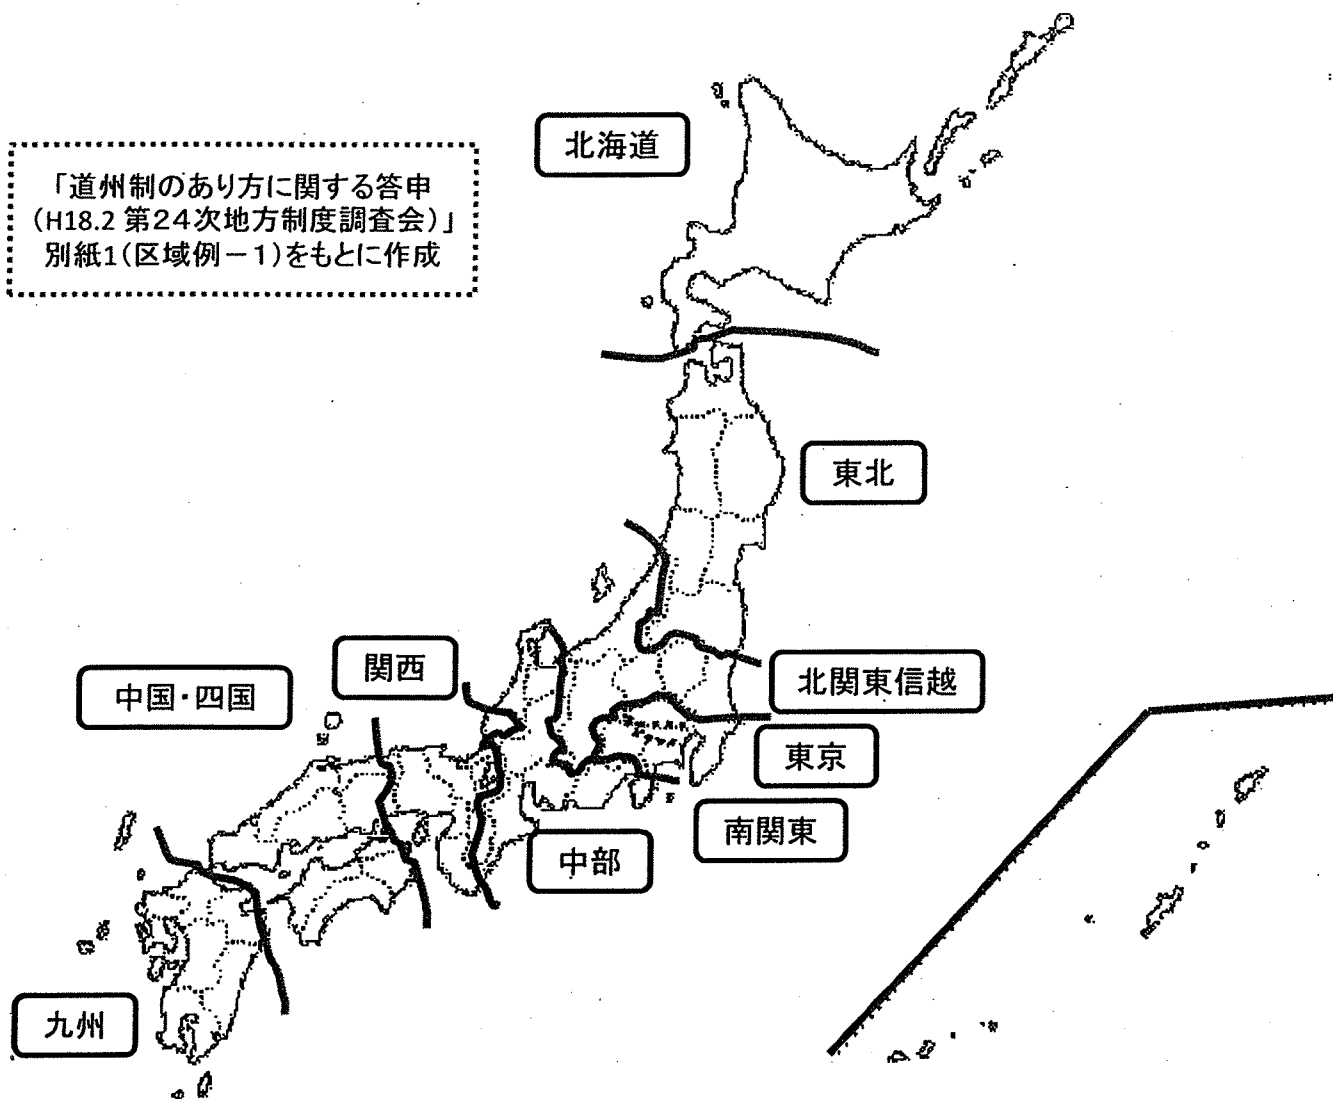 北海道
「道州制のあり方に関する答申
(H18.2 第24次地方制度調査会)」
別紙1(区域例－1)をもとに作成
東北
関西
北関東信越
中国・四国
東京
南関東
中部
九州